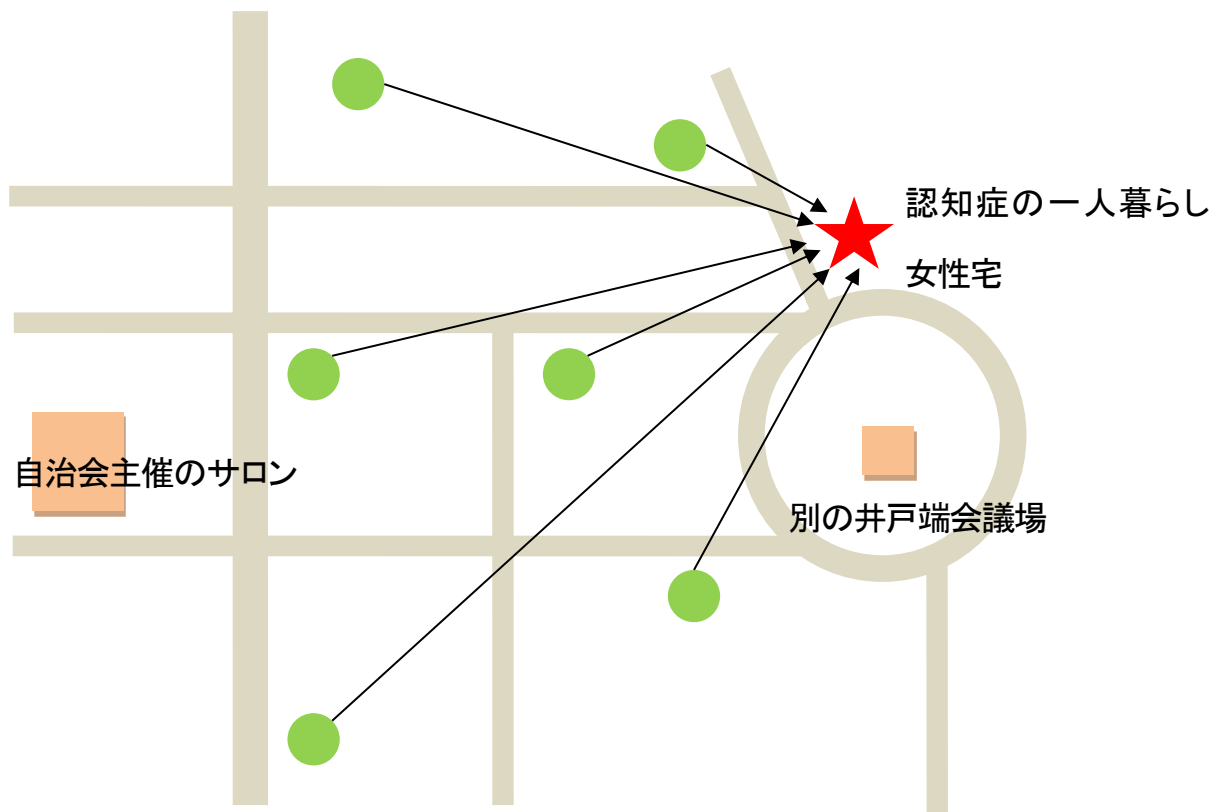 認知症の一人暮らし
女性宅
自治会主催のサロン
別の井戸端会議場